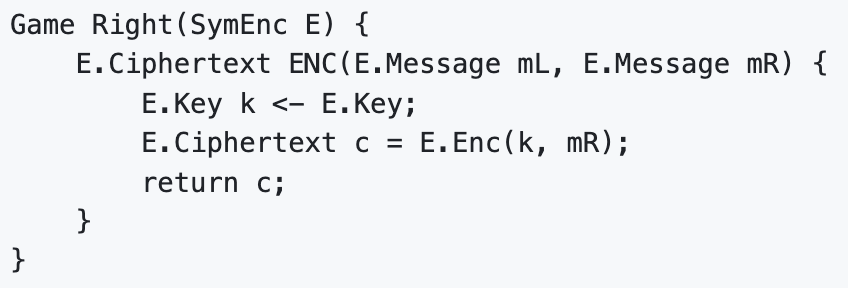 Game Right(SymEnc E) {
    E.Ciphertext ENC(E.Message mL, E.Message mR) {
        E.Key k <- E.Key;
        E.Ciphertext c = E.Enc(k, mR);
        return c;
    }
}